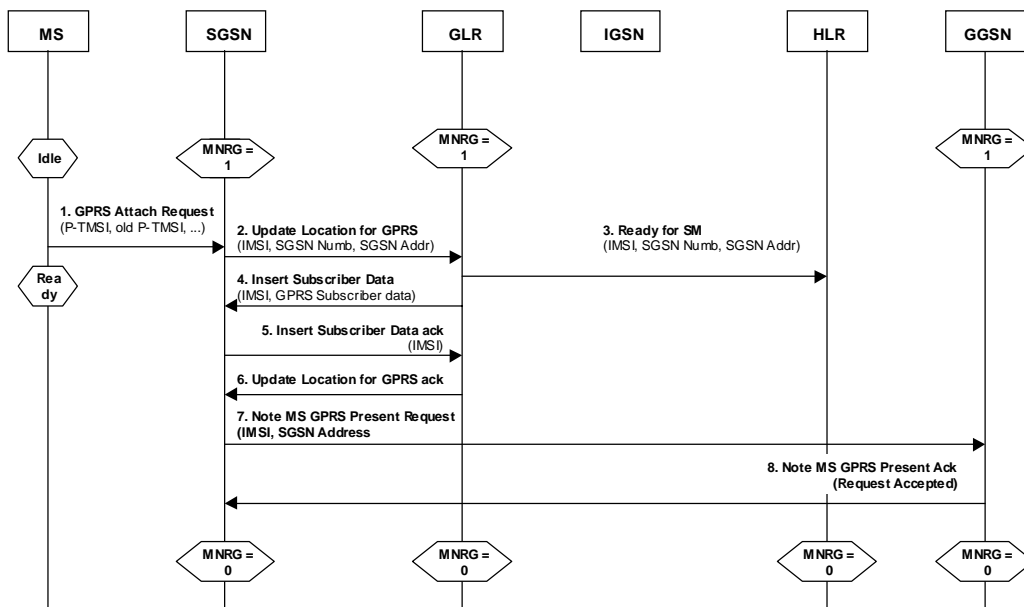 MS SGSN GLR IGSN HLR GGSN
Idle
MNRG =
1
MNRG =
1
MNRG =
1
1. GPRS Attach Request
(P-TMSI, old P-TMSI, ...)
2. Update Location for GPRS
(IMSI, SGSN Numb, SGSN Addr)
3. Ready for SM
(IMSI, SGSN Numb, SGSN Addr)
Rea
dy
4. Insert Subscriber Data
(IMSI, GPRS Subscriber data)
5. Insert Subscriber Data ack
(IMSI)
6. Update Location for GPRS ack
7. Note MS GPRS Present Request
(IMSI, SGSN Address
8. Note MS GPRS Present Ack
(Request Accepted)
MNRG =
0
MNRG =
0
MNRG =
0
MNRG =
0